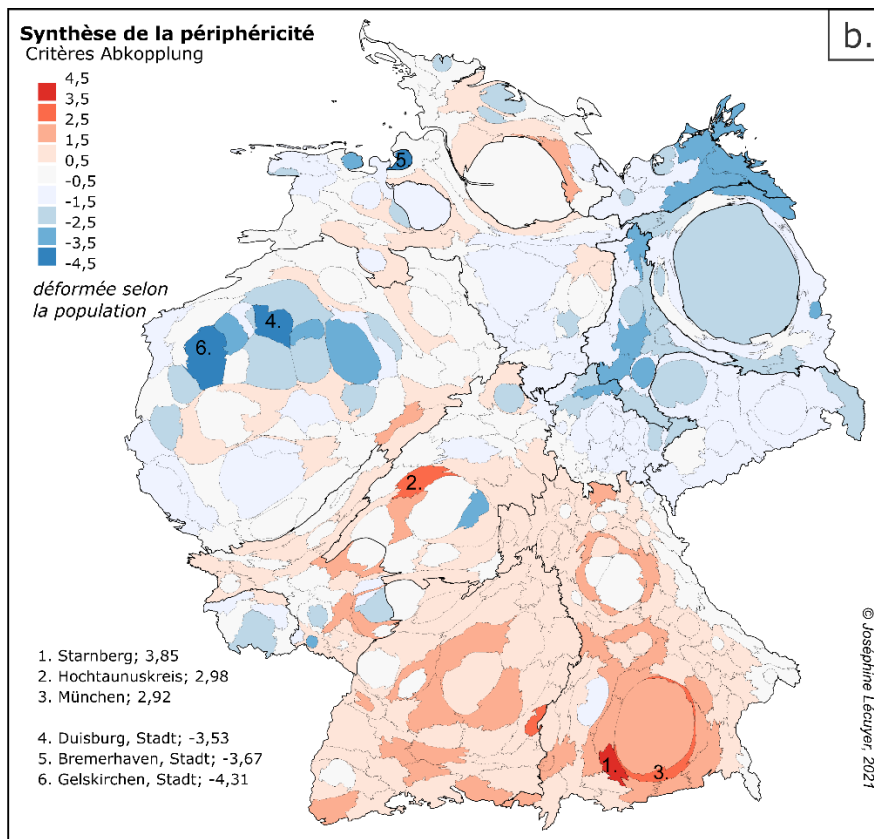 Synthèse de la périphéricité
Critères Abkopplung
b.
4,5
3,5
2,5
1,5
0,5
-0,5
-1,5
-2,5
-3,5
-4,5
déformée selon
la population
5.
4.
6.
2.
1.
3.
1. Starnberg; 3,85
2. Hochtaunuskreis; 2,98
3. München; 2,92
4. Duisburg, Stadt; -3,53
5. Bremerhaven, Stadt; -3,67
6. Gelskirchen, Stadt; -4,31
© Joséphine Lécuyer, 2021